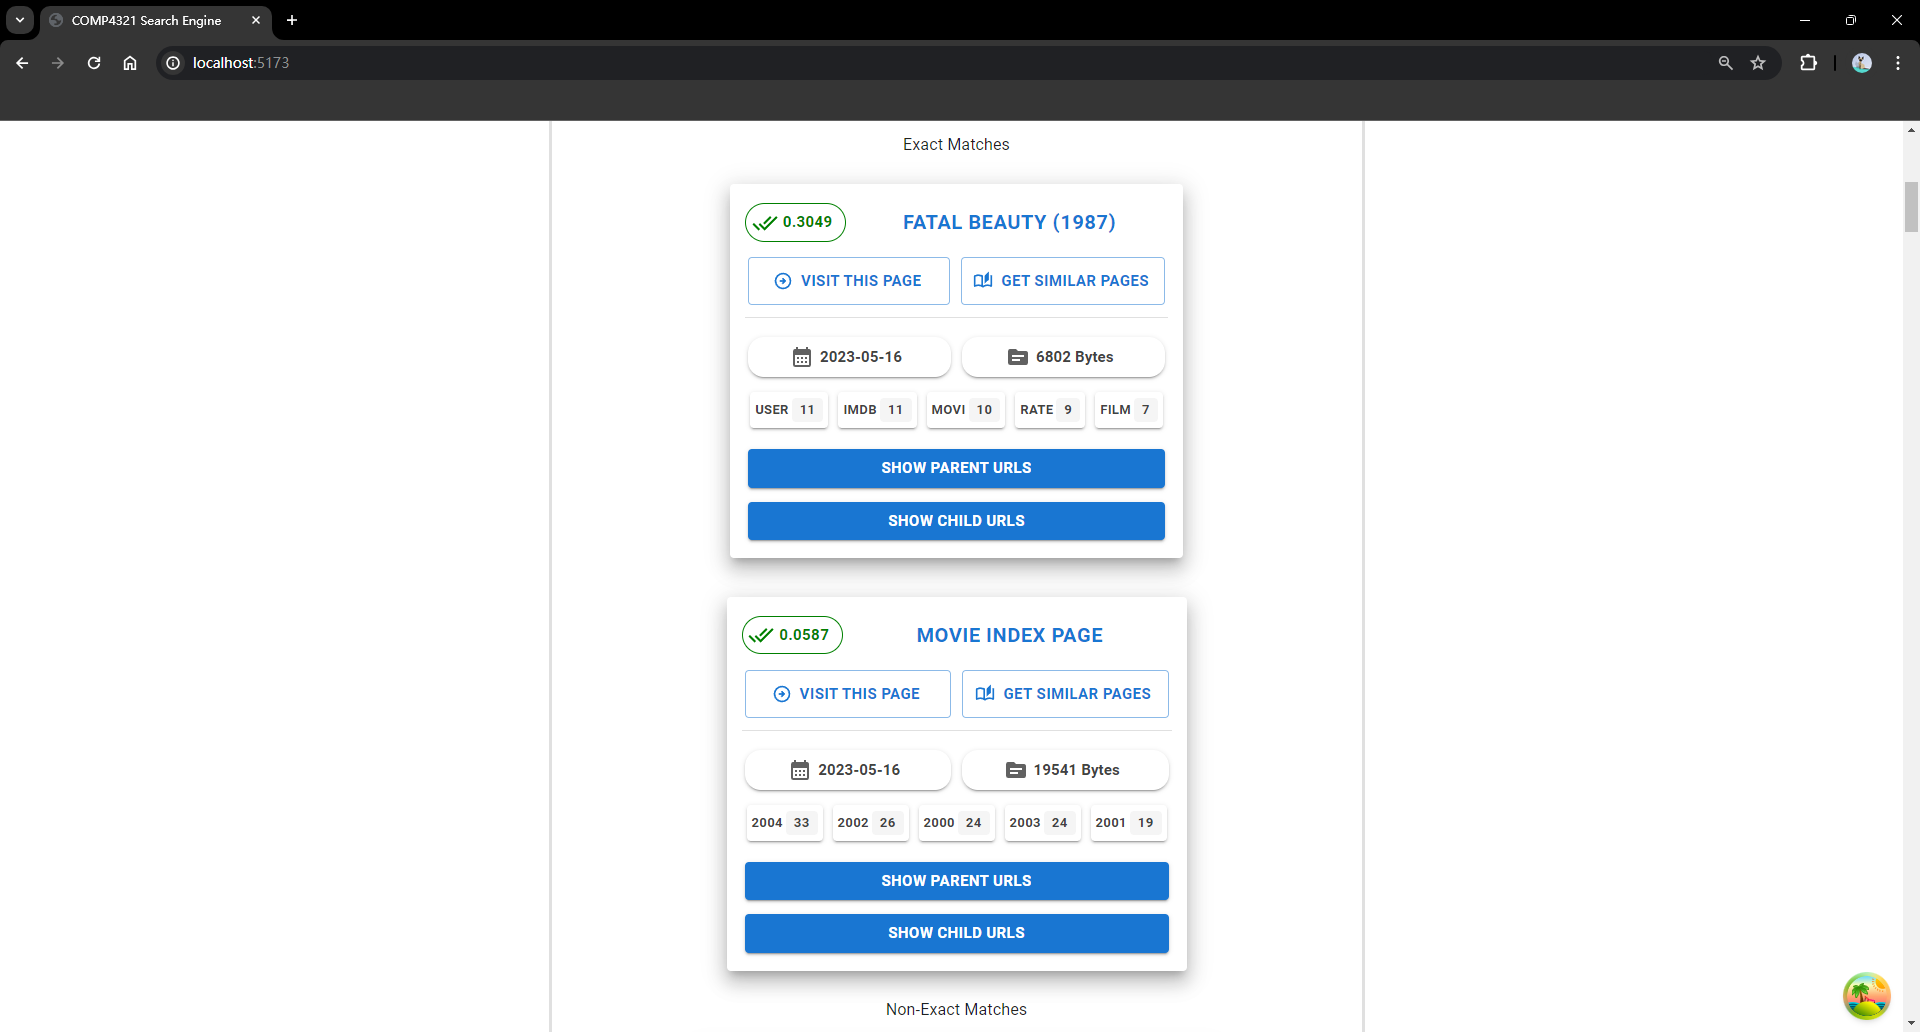 COMP4321 Search Engine
localhost:5173
Exact Matches
0.3049 FATAL BEAUTY (1987)
VISIT THIS PAGE GET SIMILAR PAGES
2023-05-16 6802 Bytes
USER 11 IMDB 11 MOVI 10 RATE 9 FILM 7
SHOW PARENT URLS
SHOW CHILD URLS
0.0587 MOVIE INDEX PAGE
VISIT THIS PAGE GET SIMILAR PAGES
2023-05-16 19541 Bytes
2004 33 2002 26 2000 24 2003 24 2001 19
SHOW PARENT URLS
SHOW CHILD URLS
Non-Exact Matches